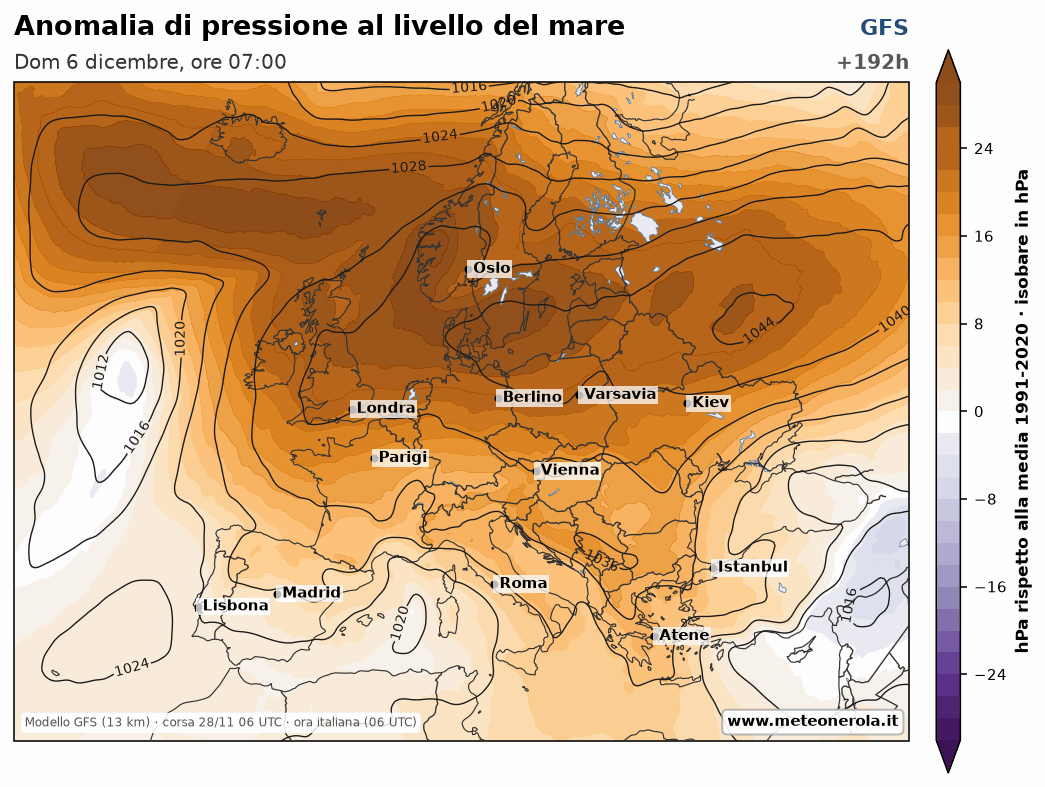 Anomalia di pressione al livello del mare
GFS
Dom 6 dicembre, ore 07:00
+192h
1016
1020
1024
1028
Oslo
1044
1040
1020
1012
1016
Londra
Berlino
Varsavia
Kiev
Parigi
Vienna
1036
Istanbul
Roma
Madrid
Lisbona
1020
1016
Atene
1024
Modello GFS (13 km) · corsa 28/11 06 UTC · ora italiana (06 UTC)
www.meteonerola.it
24
16
8
0
−8
−16
−24
hPa rispetto alla media 1991-2020 · isobare in hPa